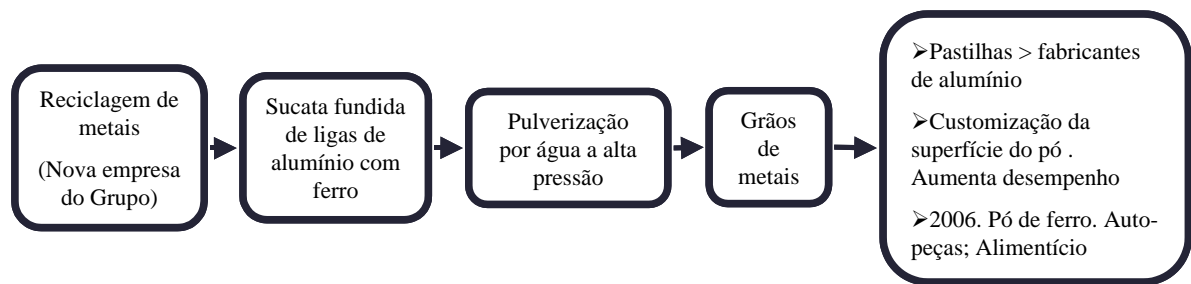 Reciclagem de
metais
(Nova empresa
do Grupo)
Sucata fundida
de ligas de
alumínio com
ferro
Pulverização
por água a alta
pressão
Grãos
de
metais
➢Pastilhas > fabricantes
de alumínio
➢Customização da
superfície do pó .
Aumenta desempenho
➢2006. Pó de ferro. Auto-
peças; Alimentício